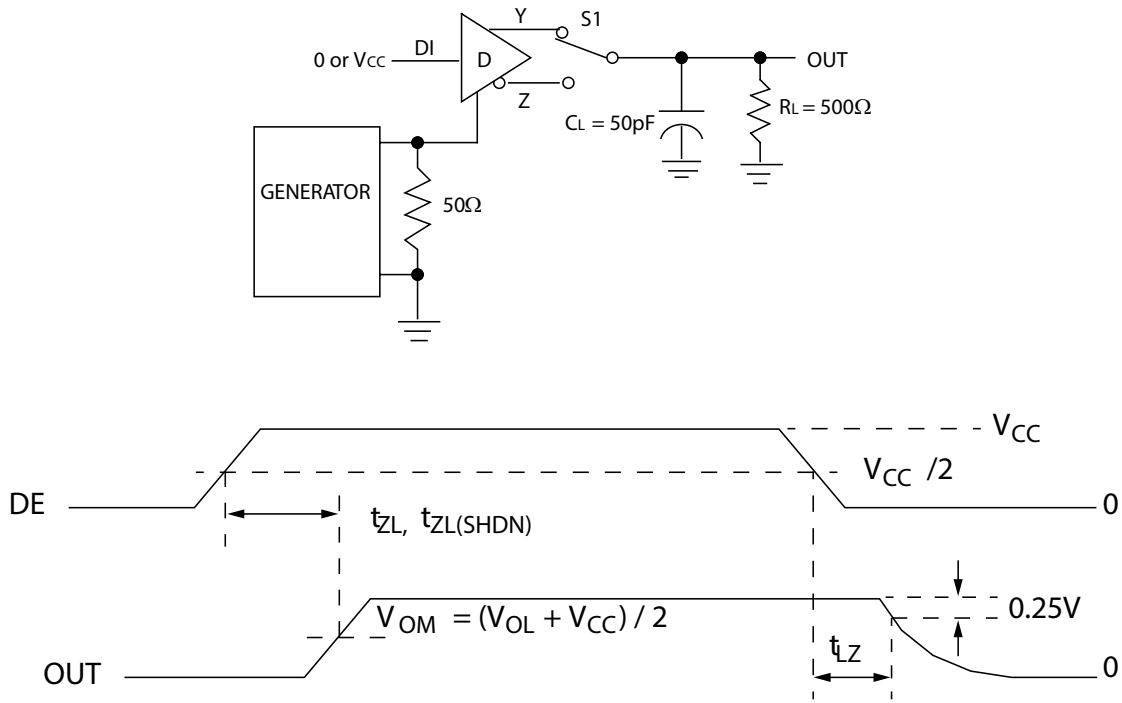 Y
S1
0 or VCC
DI
D
OUT
Z
CL = 50pF
RL = 500Ω
GENERATOR
50Ω
VCC
VCC /2
DE
0
tZL, tZL(SHDN)
VOM = (VOL + VCC) / 2
0.25V
tLZ
OUT
0